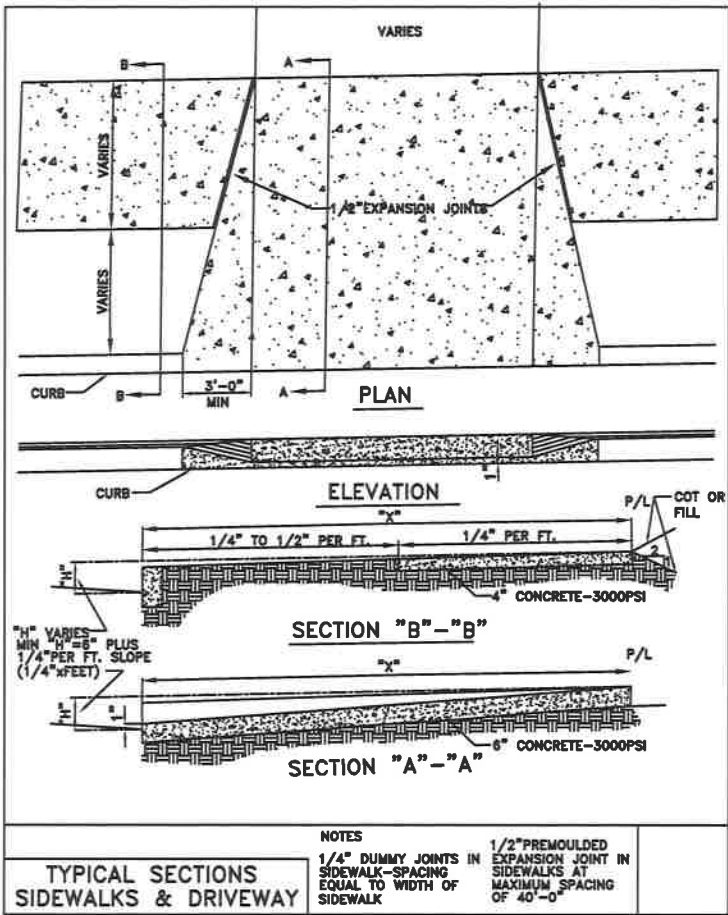 VARIES
B
A
VARIES
1/2" EXPANSION JOINTS
VARIES
CURB
B
3'-0"
MIN
A
PLAN
1"
CURB
ELEVATION
P/L
COT OR
FILL
"X"
1/4" TO 1/2" PER FT.
1/4" PER FT.
2
1
"H"
4" CONCRETE-3000PSI
SECTION "B"-"B"
"H" VARIES
MIN "H"=6" PLUS
1/4" PER FT. SLOPE
(1/4"xFEET)
P/L
"X"
"H"
1"
6" CONCRETE-3000PSI
SECTION "A"-"A"
TYPICAL SECTIONS
SIDEWALKS & DRIVEWAY
NOTES
1/4" DUMMY JOINTS IN
SIDEWALK-SPACING
EQUAL TO WIDTH OF
SIDEWALK
1/2"PREMOULDED
EXPANSION JOINT IN
SIDEWALKS AT
MAXIMUM SPACING
OF 40'-0"